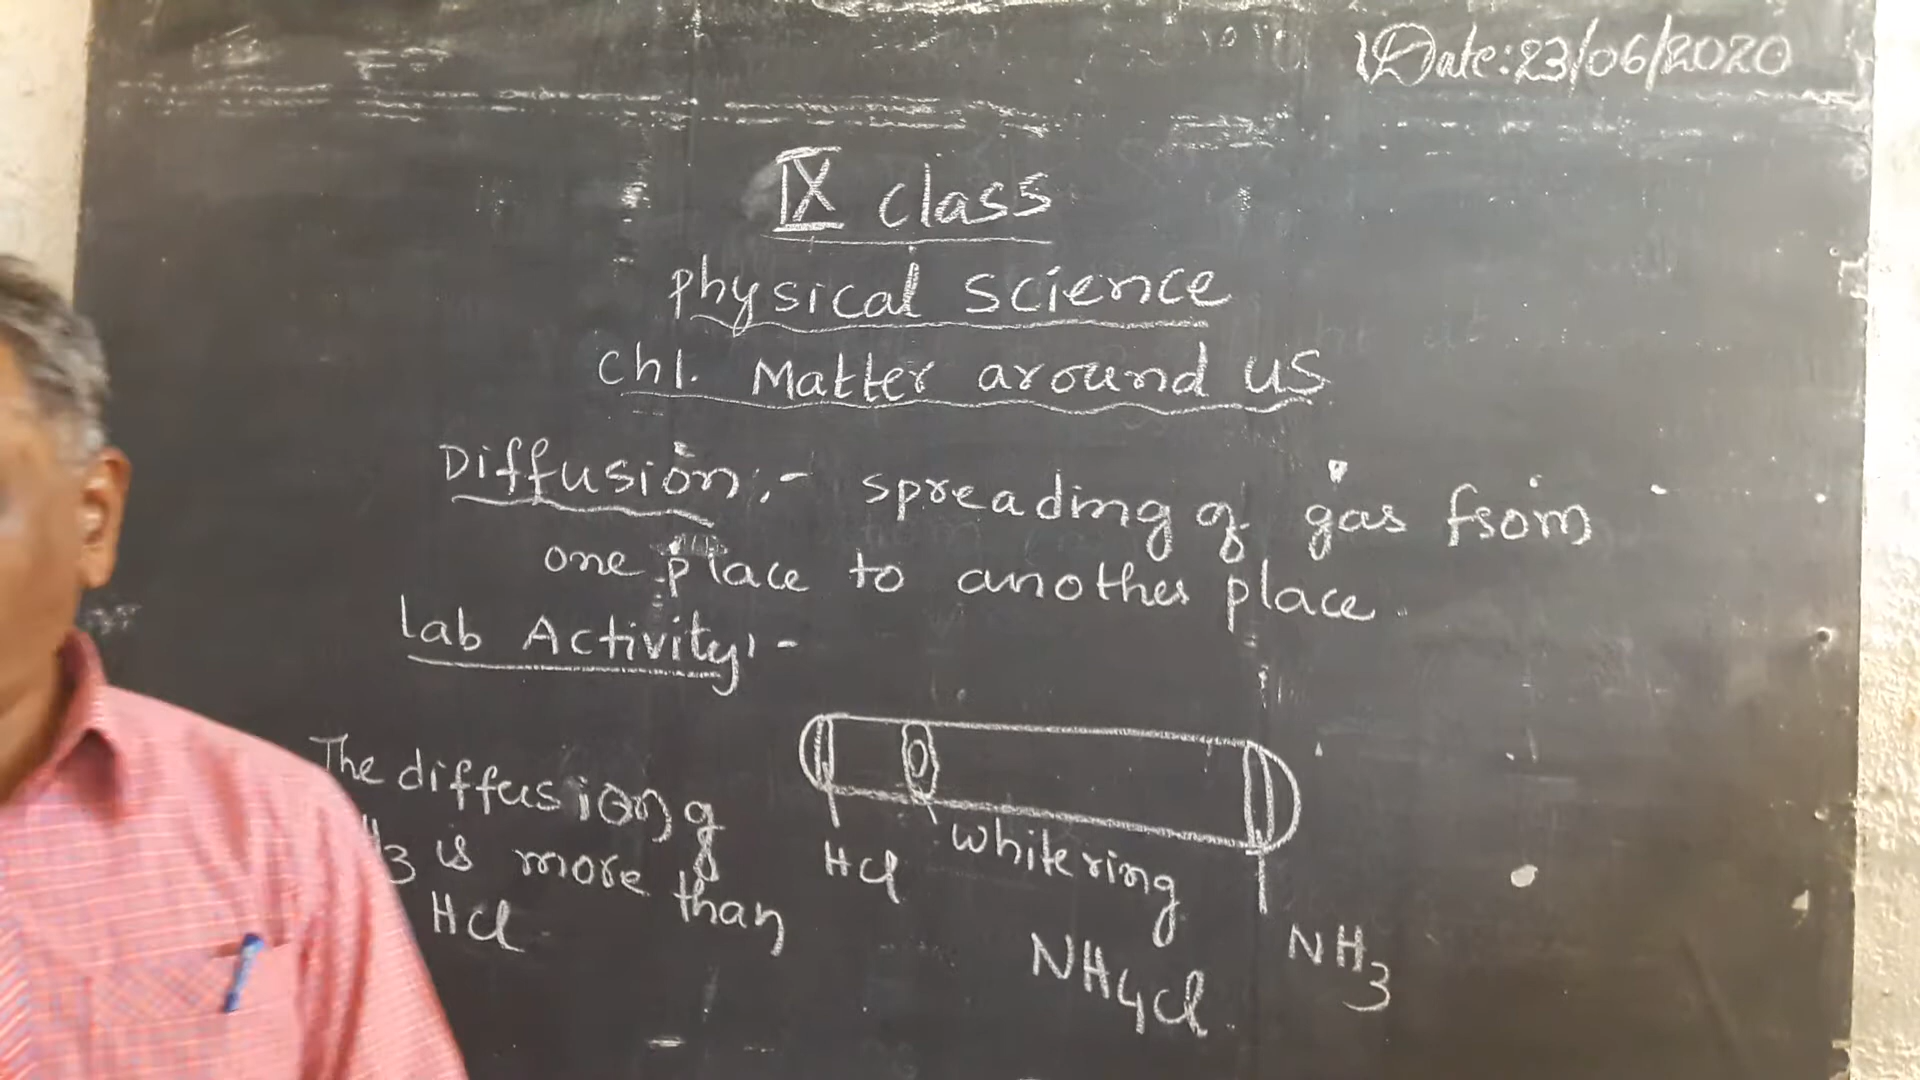 Date: 23/06/2020
IX class
physical science
ch1. Matter around us
Diffusion:- spreading of gas from
one place to another place.
Lab Activity:-
The diffusion of
H3 is more than
HCl
HCl
white ring
NH4Cl
NH3